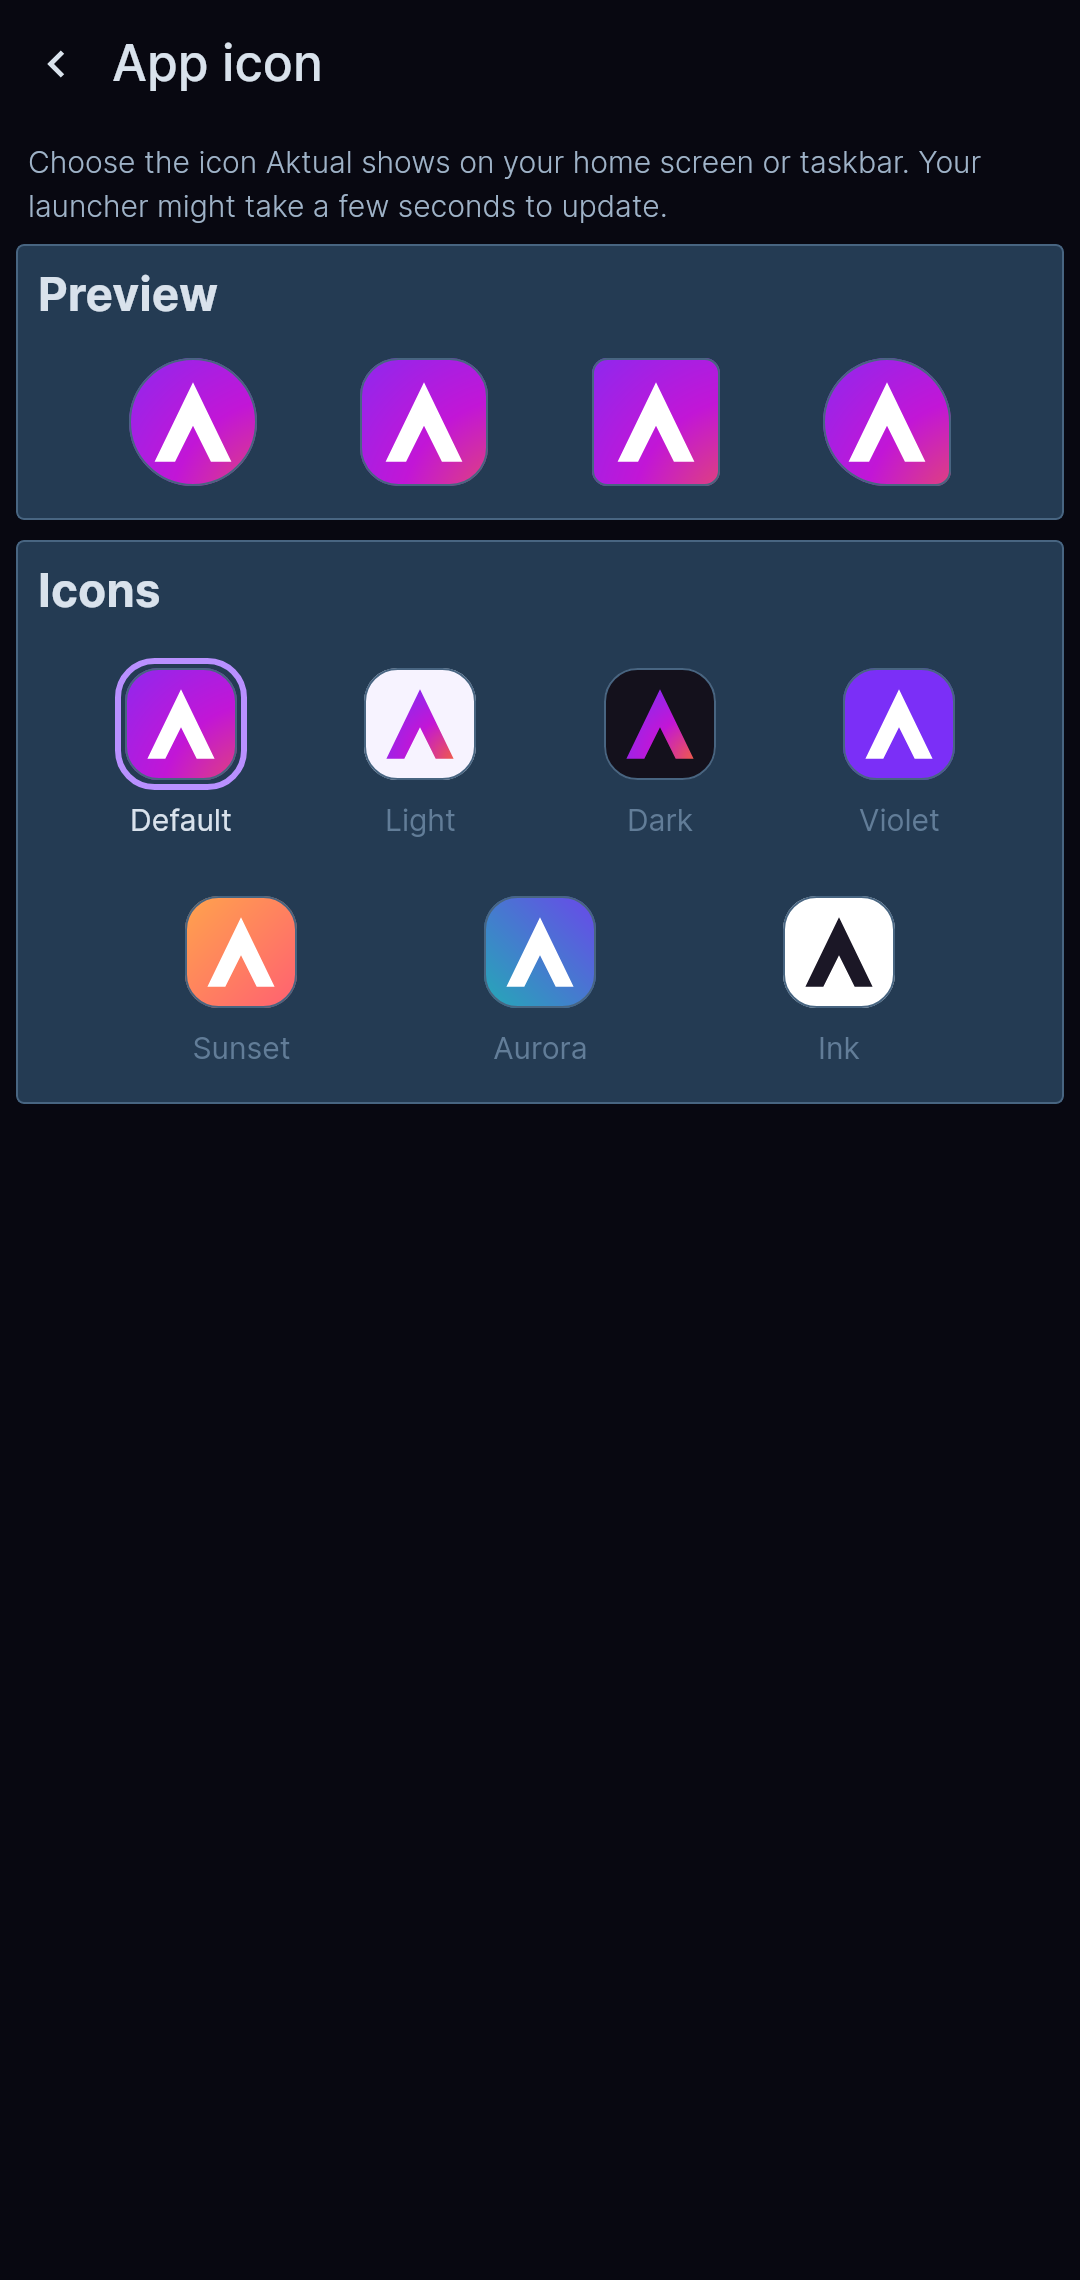 App icon
Choose the icon Aktual shows on your home screen or taskbar. Your
launcher might take a few seconds to update.
Preview
Icons
Default Light Dark Violet
Sunset Aurora Ink